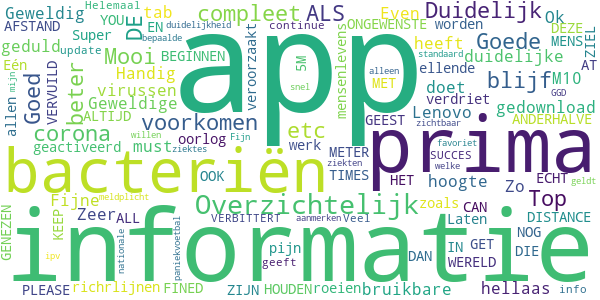 Geweldig Helemaal YOU tab compleet ALS Even Duidelijk Ok
AFSTAND Super DE EN duidelijkheid continue ONGEWENSTE worden DEZE
geduld update BEGINNEN bepaalde 5M mensenlevens heeft Goede MENS ZIEL
Eén Mooi Handig veroorzaakt app standaard duidelijke AT
allen mijn VERVUILD Goed beter virussen Geweldige alleen MET ellende blijf M10 GGD
ALTIJD voorkomen doet verdriet gedownload
corona oorlog etc GEEST Lenovo ANDERHALVE
geactiveerd must werk snel willen Fijn zichtbaar favoriet
ziektes METER ziekten SUCCES prima welke
bacteriën OOK TIMES HET hoogte Zo ECHT geldt
Fijne meldplicht Overzichtelijk zoals CAN Top
GENEZEN KEEP Zeer ALL nationale paniekvoetbal VERBITTERT aanmerken Veel Laten DISTANCE
informatie pijn DAN IN GET NOG
ipv geeft WERELD DIE
PLEASE richrlijnen FINED ZIJN HOUDEN roeien bruikbare hellaas info